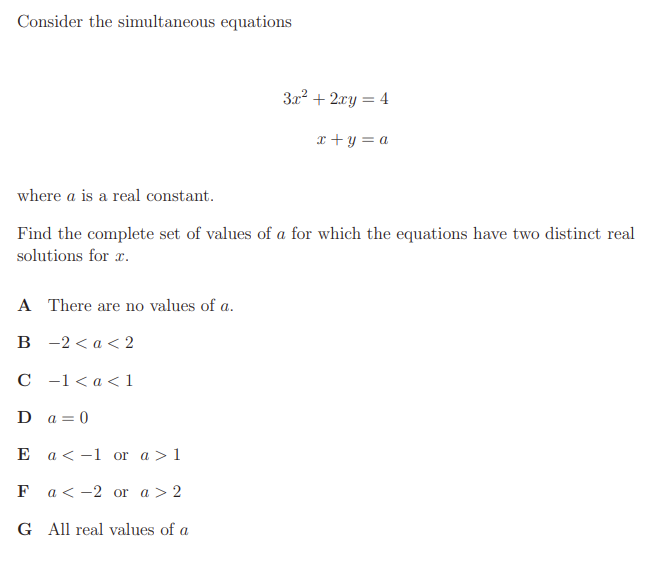 Consider the simultaneous equations
3x² + 2xy = 4
x + y = a
where a is a real constant.
Find the complete set of values of a for which the equations have two distinct real
solutions for x.
A There are no values of a.
B −2 < a < 2
C −1 < a < 1
D a = 0
E a < −1 or a > 1
F a < −2 or a > 2
G All real values of a